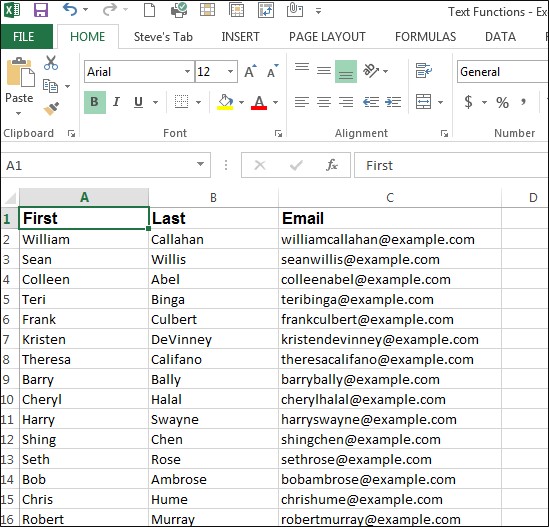 Text Functions - Ex
FILE HOME Steve's Tab INSERT PAGE LAYOUT FORMULAS DATA
Paste Arial 12 A A General
B I U A $ % ,
Clipboard Font Alignment Number
A1 fx First
A B C D
1 First Last Email
2 William Callahan williamcallahan@example.com
3 Sean Willis seanwillis@example.com
4 Colleen Abel colleenabel@example.com
5 Teri Binga teribinga@example.com
6 Frank Culbert frankculbert@example.com
7 Kristen DeVinney kristendevinney@example.com
8 Theresa Califano theresacalifano@example.com
9 Barry Bally barrybally@example.com
10 Cheryl Halal cherylhalal@example.com
11 Harry Swayne harryswayne@example.com
12 Shing Chen shingchen@example.com
13 Seth Rose sethrose@example.com
14 Bob Ambrose bobambrose@example.com
15 Chris Hume chrishume@example.com
16 Robert Murray robertmurray@example.com